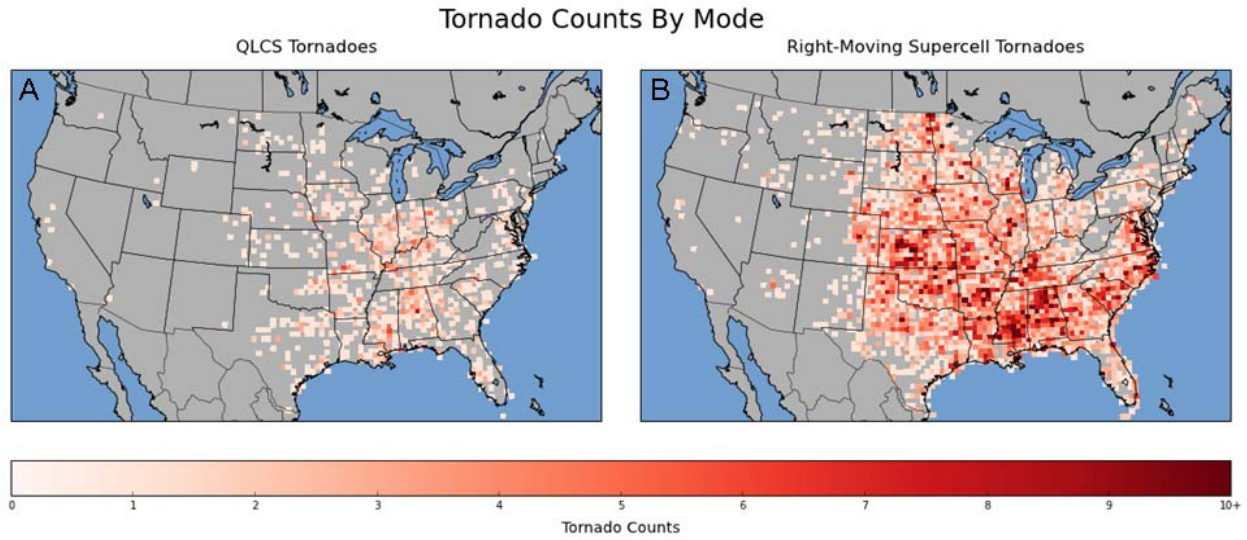 Tornado Counts By Mode
QLCS Tornadoes
Right-Moving Supercell Tornadoes
A
B
0 1 2 3 4 5 6 7 8 9 10+
Tornado Counts